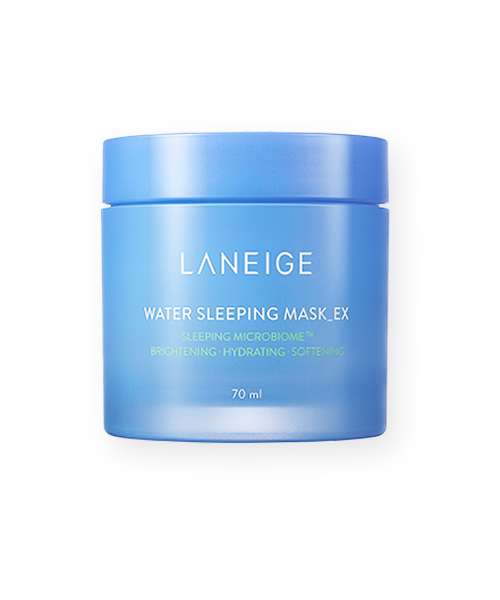 LANEIGE
WATER SLEEPING MASK_EX
SLEEPING MICROBIOME™
BRIGHTENING · HYDRATING · SOFTENING
70 ml